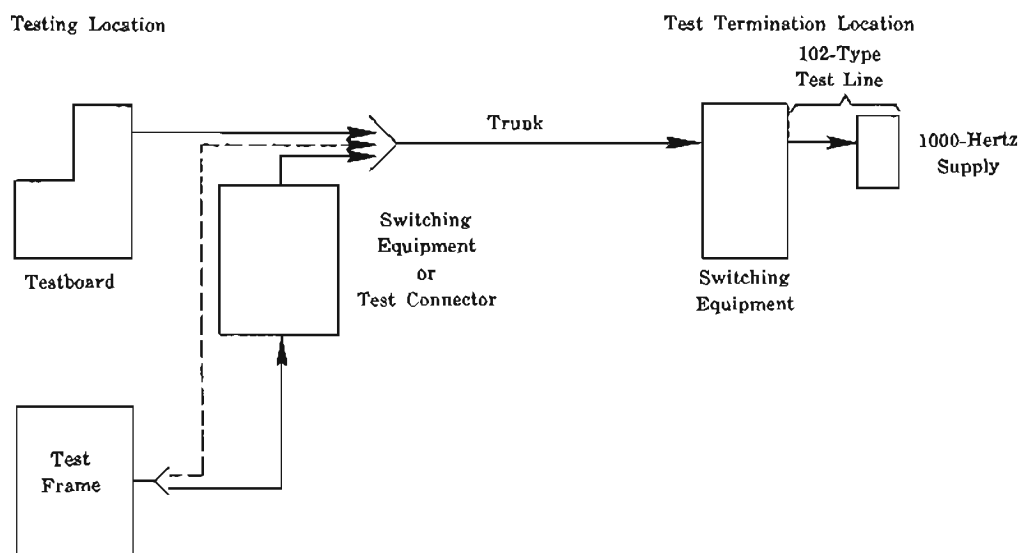 Testing Location
Test Termination Location
102-Type
Test Line
Trunk
1000-Hertz
Supply
Switching
Equipment
or
Test Connector
Testboard
Switching
Equipment
Test
Frame